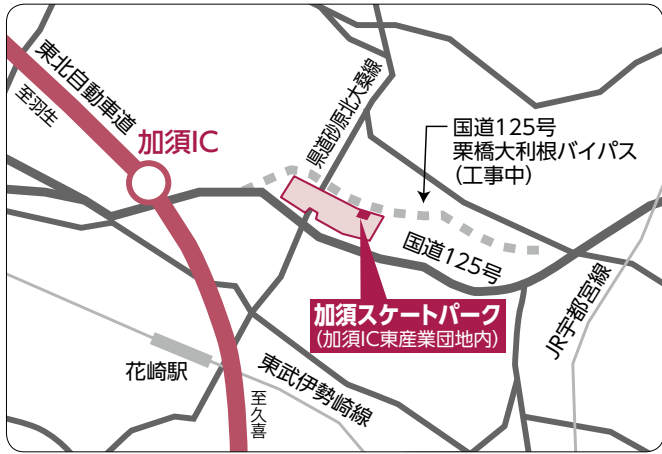 東北自動車道
至羽生
加須IC
県道砂原北大桑線
国道125号
栗橋大利根バイパス
(工事中)
国道125号
加須スケートパーク
(加須IC東産業団地内)
花崎駅
東武伊勢崎線
至久喜
JR宇都宮線